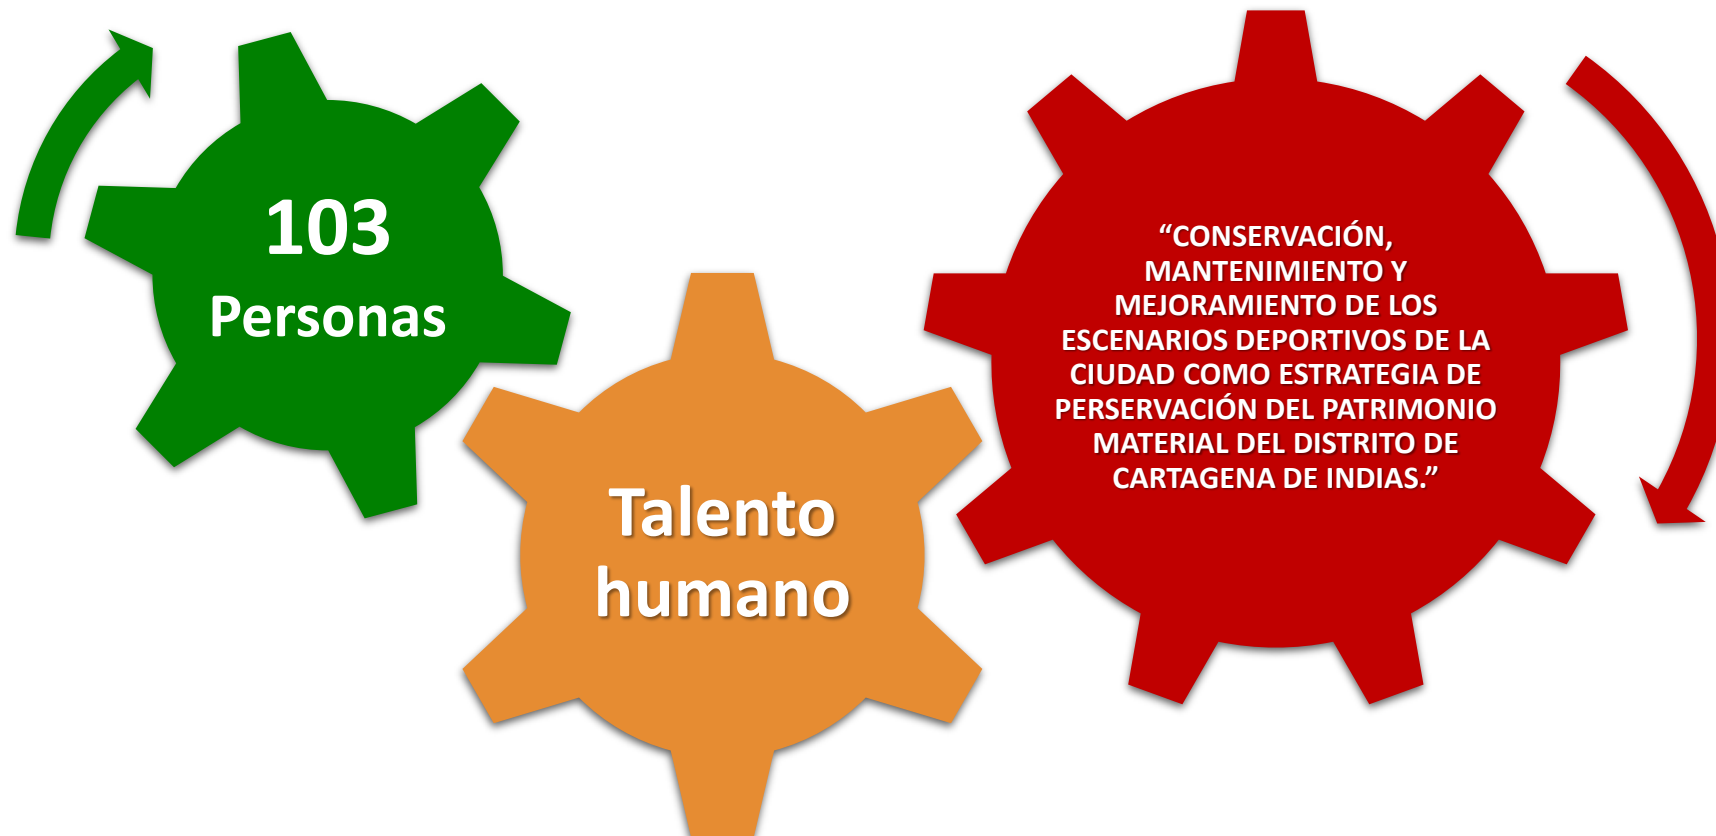 103
Personas
Talento
humano
“CONSERVACIÓN,
MANTENIMIENTO Y
MEJORAMIENTO DE LOS
ESCENARIOS DEPORTIVOS DE LA
CIUDAD COMO ESTRATEGIA DE
PERSERVACIÓN DEL PATRIMONIO
MATERIAL DEL DISTRITO DE
CARTAGENA DE INDIAS.”